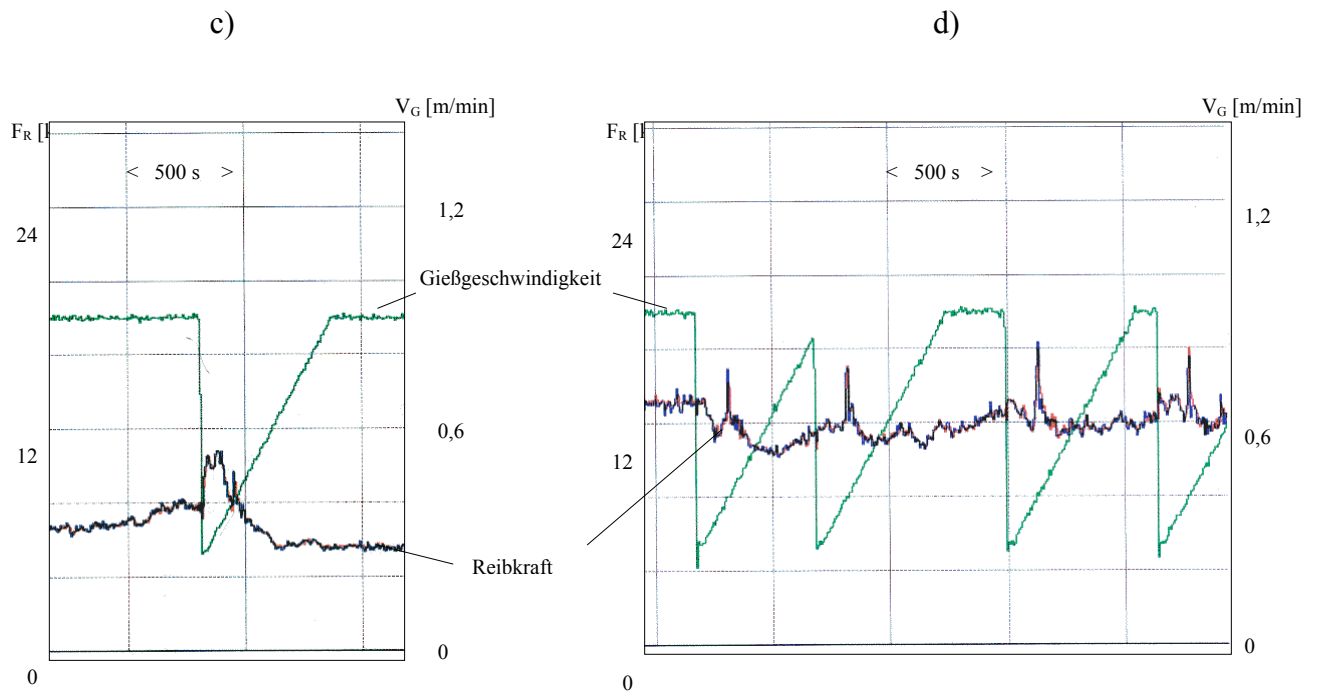 c)
d)
V_G [m/min]
F_R [
< 500 s >
1,2
24
Gießgeschwindigkeit
0,6
12
Reibkraft
0
0
V_G [m/min]
F_R [
< 500 s >
1,2
24
0,6
12
0
0